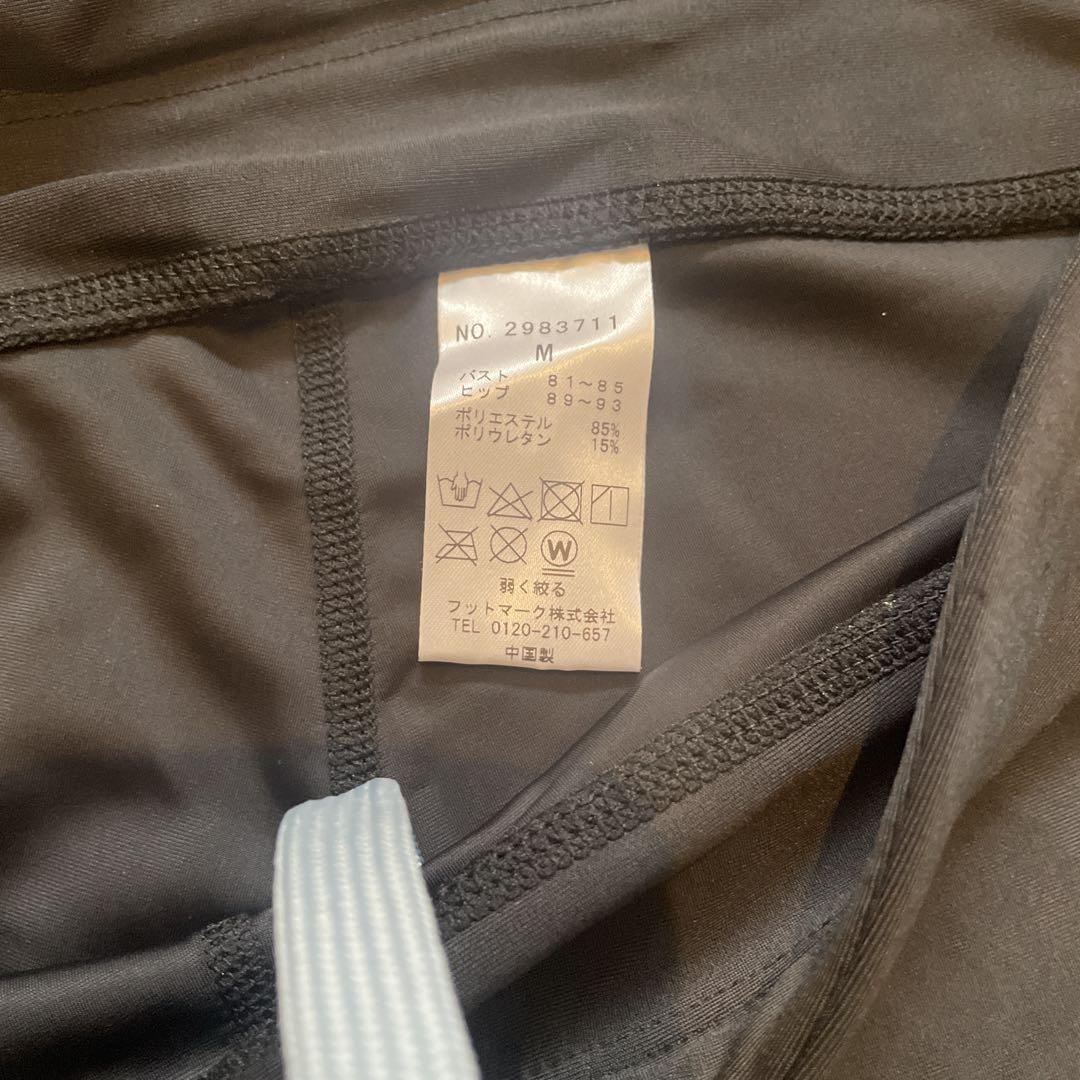 NO. 2983711
M
バスト 81～85
ヒップ 89～93
ポリエステル 85%
ポリウレタン 15%
W
弱く絞る
フットマーク株式会社
TEL 0120-210-657
中国製